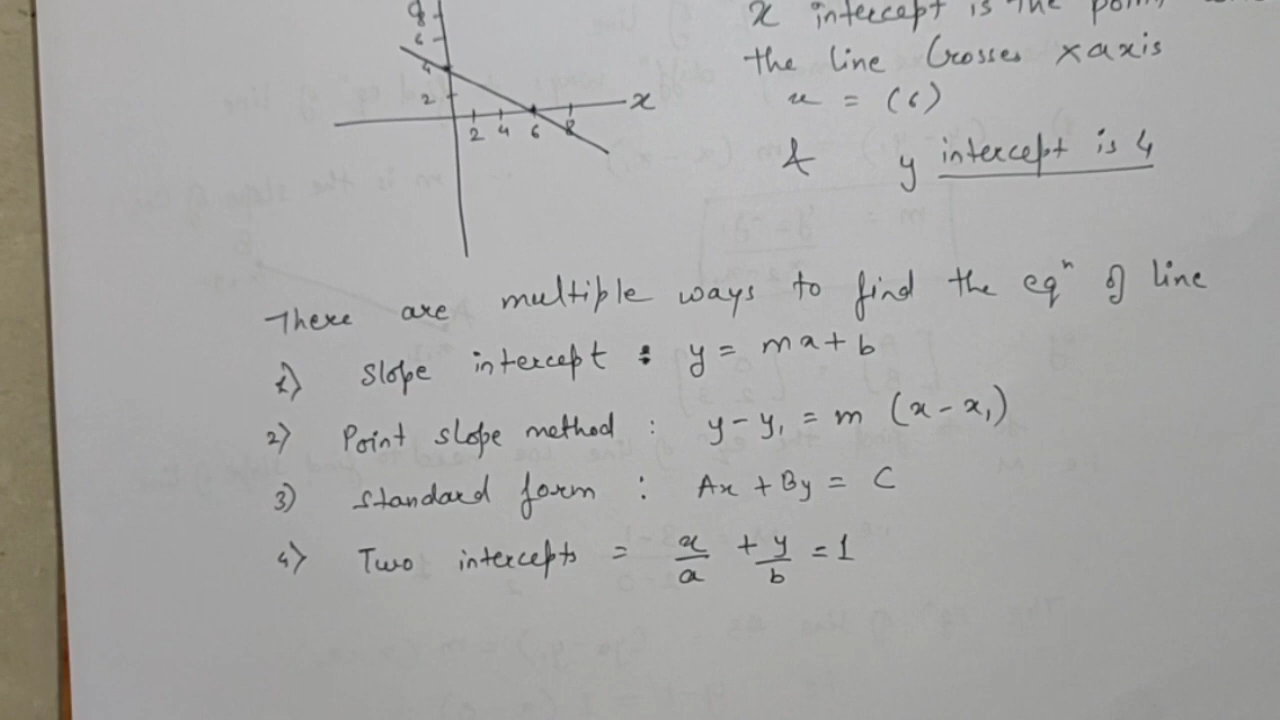 x intercept is the point
the line Crosses x axis
x = (6)
& y intercept is 4
8
6
4
2
x
2 4 6 8
There are multiple ways to find the eqⁿ of line
1) Slope intercept : y = mx + b
2) Point slope method : y - y₁ = m (x - x₁)
3) Standard form : Ax + By = C
4) Two intercepts = x/a + y/b = 1